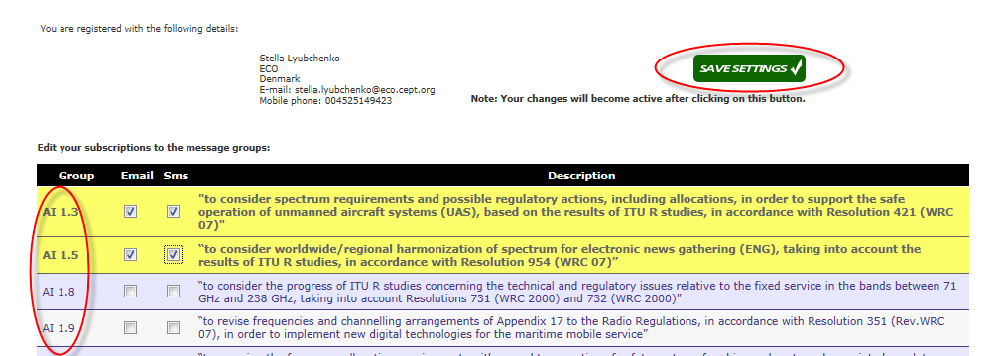 You are registered with the following details:
Stella Lyubchenko
ECO
Denmark
E-mail: stella.lyubchenko@eco.cept.org
Mobile phone: 004525149423
SAVE SETTINGS
Note: Your changes will become active after clicking on this button.
Edit your subscriptions to the message groups:
Group Email Sms Description
AI 1.3 "to consider spectrum requirements and possible regulatory actions, including allocations, in order to support the safe
operation of unmanned aircraft systems (UAS), based on the results of ITU R studies, in accordance with Resolution 421 (WRC
07)"
AI 1.5 “to consider worldwide/regional harmonization of spectrum for electronic news gathering (ENG), taking into account the
results of ITU R studies, in accordance with Resolution 954 (WRC 07)”
AI 1.8 “to consider the progress of ITU R studies concerning the technical and regulatory issues relative to the fixed service in the bands between 71
GHz and 238 GHz, taking into account Resolutions 731 (WRC 2000) and 732 (WRC 2000)”
AI 1.9 “to revise frequencies and channelling arrangements of Appendix 17 to the Radio Regulations, in accordance with Resolution 351 (Rev.WRC
07), in order to implement new digital technologies for the maritime mobile service”